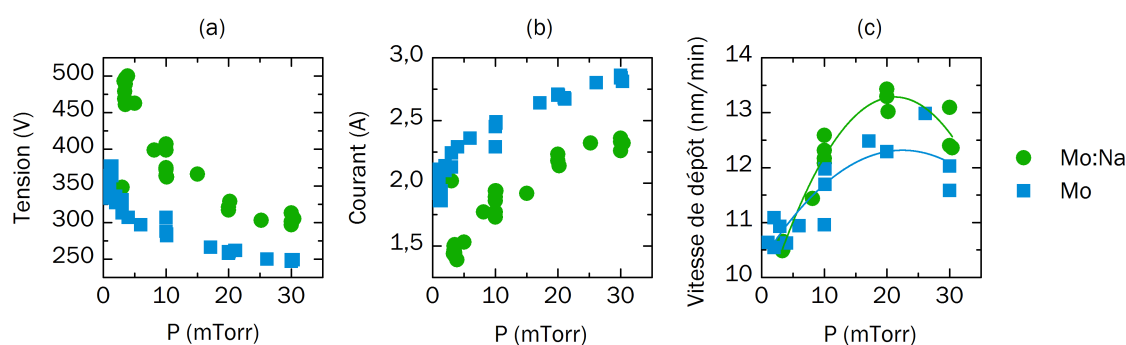 (a)
500
450
400
350
300
250
0
10
20
30
Tension (V)
P (mTorr)
(b)
3,0
2,5
2,0
1,5
0
10
20
30
Courant (A)
P (mTorr)
(c)
14
13
12
11
10
0
10
20
30
Vitesse de dépôt (nm/min)
P (mTorr)
Mo:Na
Mo